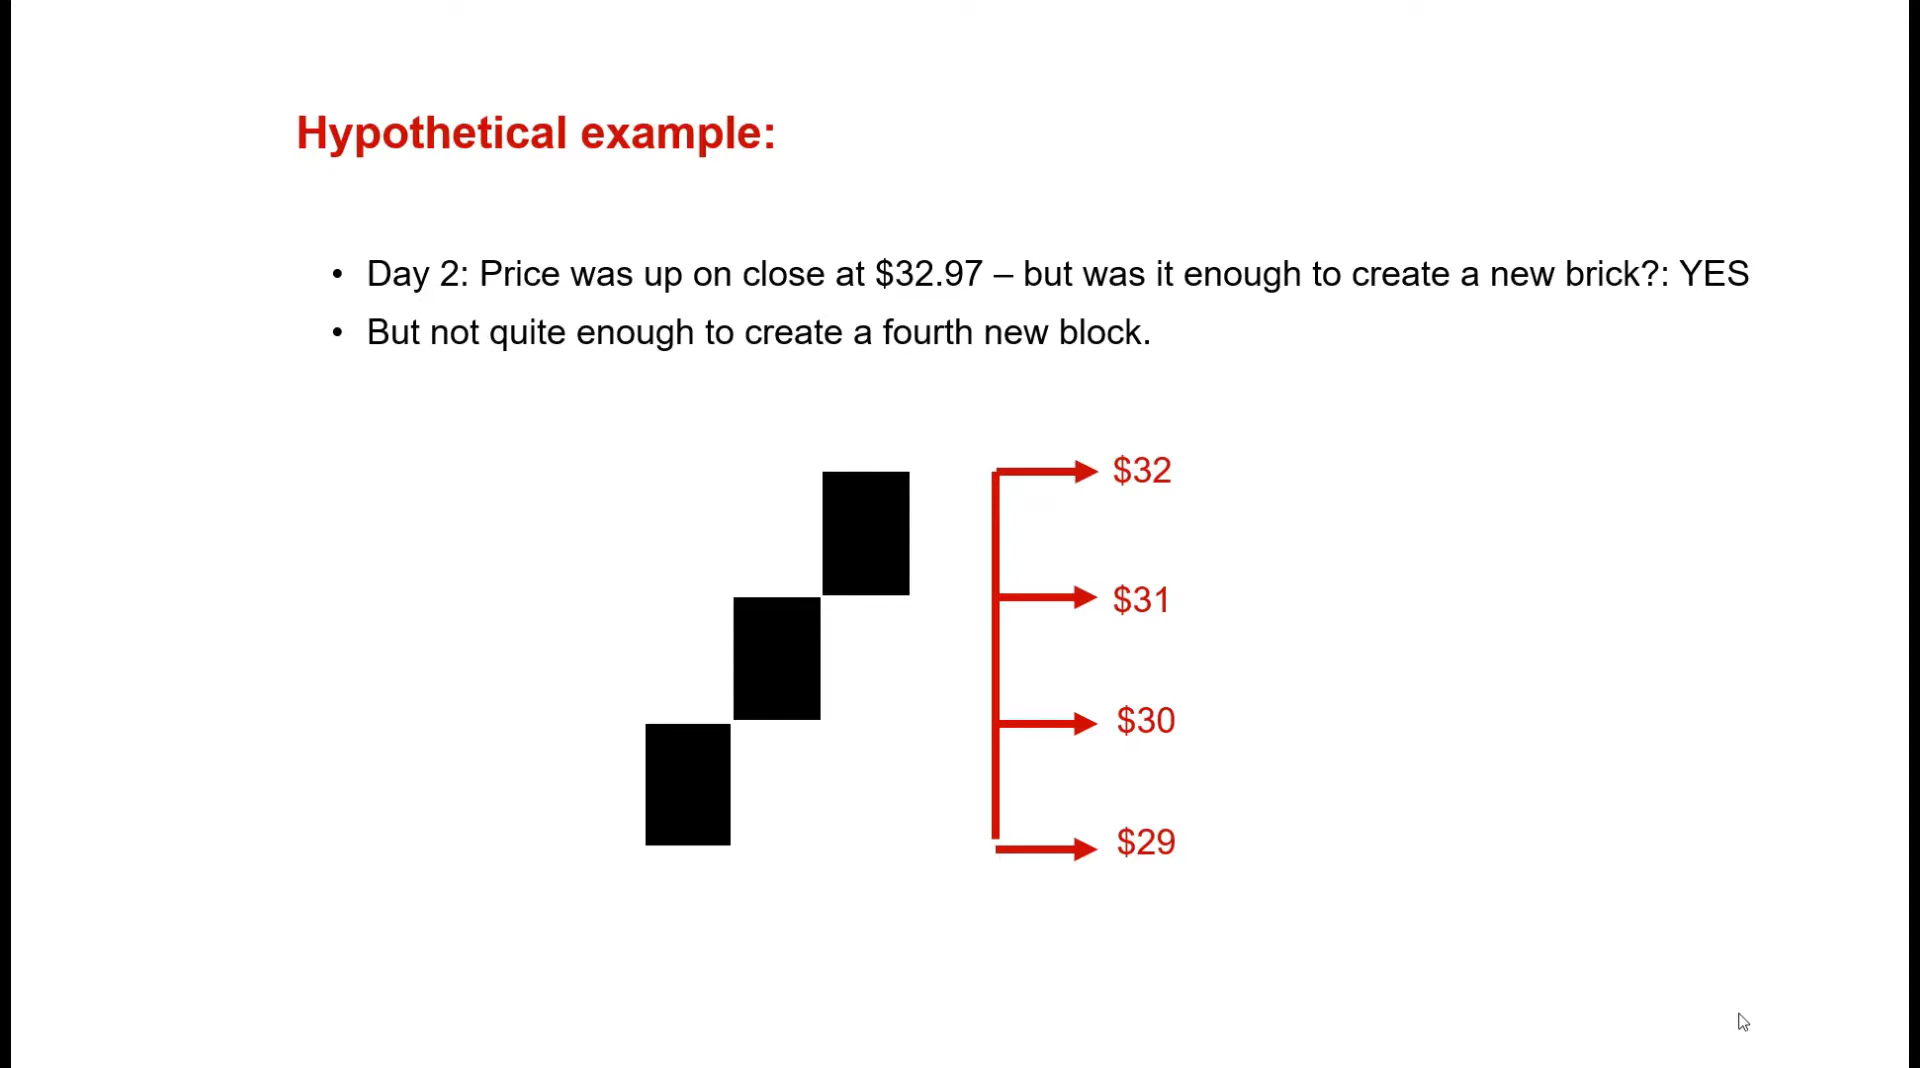 Hypothetical example:
• Day 2: Price was up on close at $32.97 – but was it enough to create a new brick?: YES
• But not quite enough to create a fourth new block.
$32
$31
$30
$29